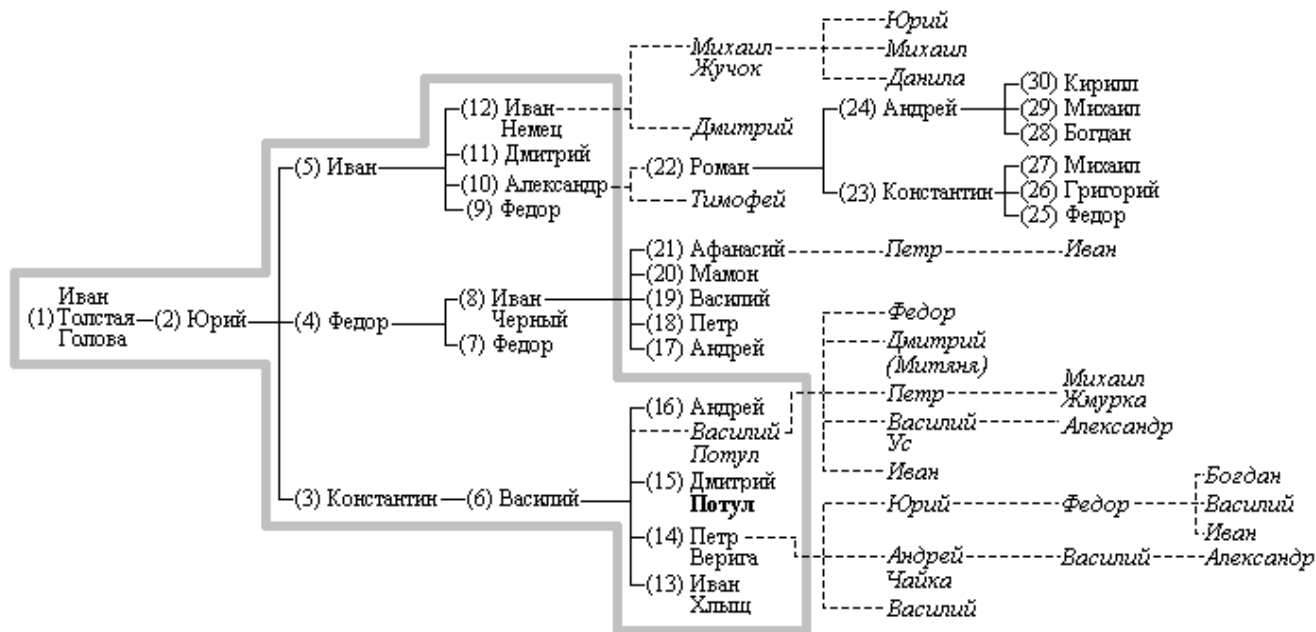 Юрий
Михаил
Жучок
Михаил
Данила
(12) Иван
Немец
(24) Андрей
(30) Кирилл
(29) Михаил
(28) Богдан
Дмитрий
(5) Иван
(11) Дмитрий
(10) Александр
(9) Федор
(22) Роман
Тимофей
(23) Константин
(27) Михаил
(26) Григорий
(25) Федор
(21) Афанасий
Петр
Иван
(20) Мамон
(19) Василий
(18) Петр
(17) Андрей
(8) Иван
Черный
(7) Федор
Иван
(1) Толстая
Голова
(2) Юрий
(4) Федор
Федор
Дмитрий
(Митяня)
Петр
Михаил
Жмурка
Василий
Ус
Александр
Иван
(16) Андрей
Василий
Потул
(3) Константин
(6) Василий
(15) Дмитрий
Потул
(14) Петр
Верига
(13) Иван
Хлыщ
Юрий
Федор
Богдан
Василий
Иван
Андрей
Чайка
Василий
Александр
Василий